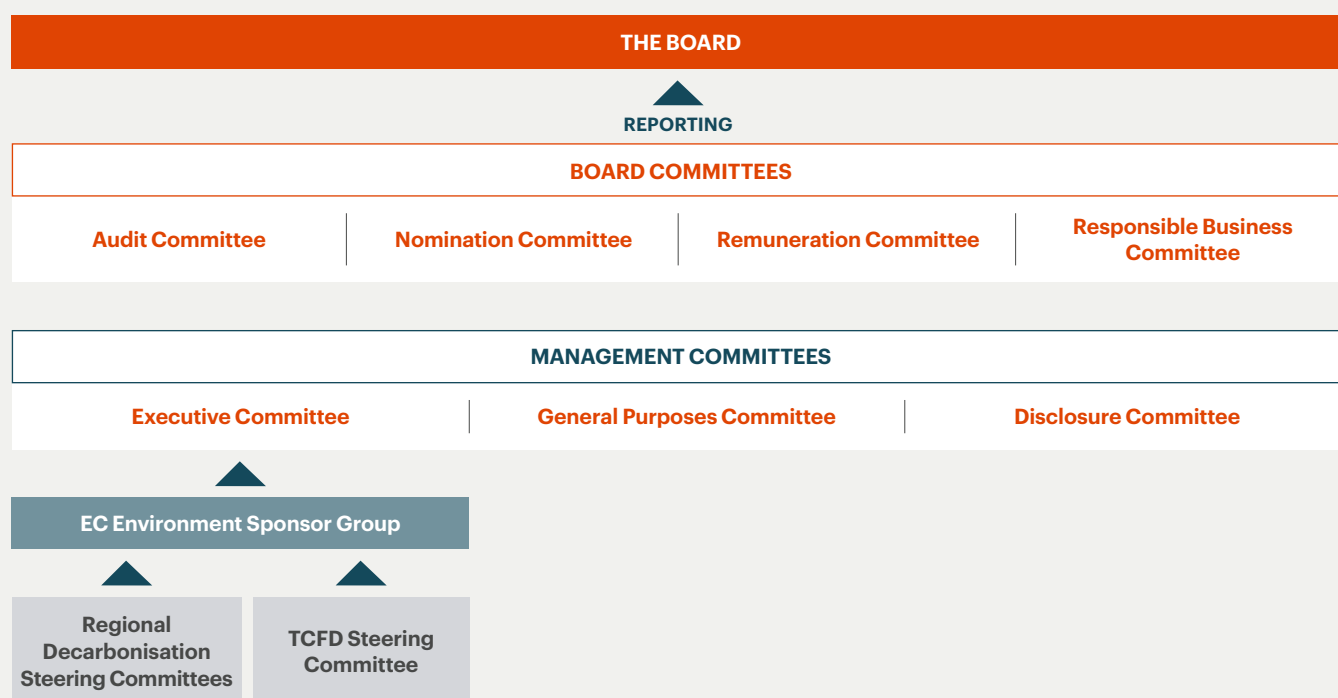 THE BOARD
REPORTING
BOARD COMMITTEES
Audit Committee
Nomination Committee
Remuneration Committee
Responsible Business
Committee
MANAGEMENT COMMITTEES
Executive Committee
General Purposes Committee
Disclosure Committee
EC Environment Sponsor Group
Regional
Decarbonisation
Steering Committees
TCFD Steering
Committee